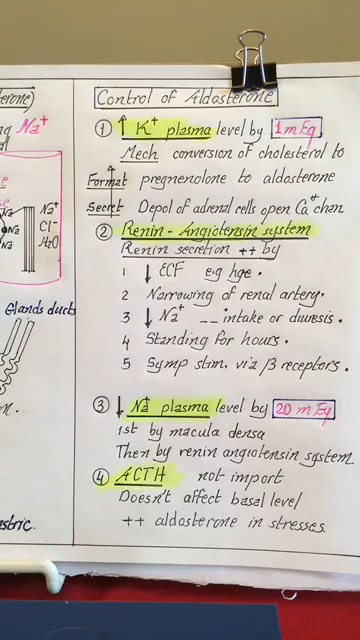 Control of Aldosterone
① ↑ K⁺ plasma level by 1 mEq
Mech conversion of cholesterol to
Format pregnenolone to aldosterone
Secret Depol of adrenal cells open Ca⁺⁺ chan
② Renin - Angiotensin system
Renin secretion ++ by
1 ↓ ECF e.g hge.
2 Narrowing of renal artery.
3 ↓ Na⁺ __ intake or diuresis.
4 Standing for hours.
5 Symp stim. via β receptors.
③ ↓ Na⁺ plasma level by 20 mEq
1st by macula densa
Then by renin angiotensin system.
④ ACTH not import
Doesn't affect basal level
++ aldosterone in stresses.
Na⁺
Na Na⁺
Na Cl⁻
Na H₂O
Glands ducts